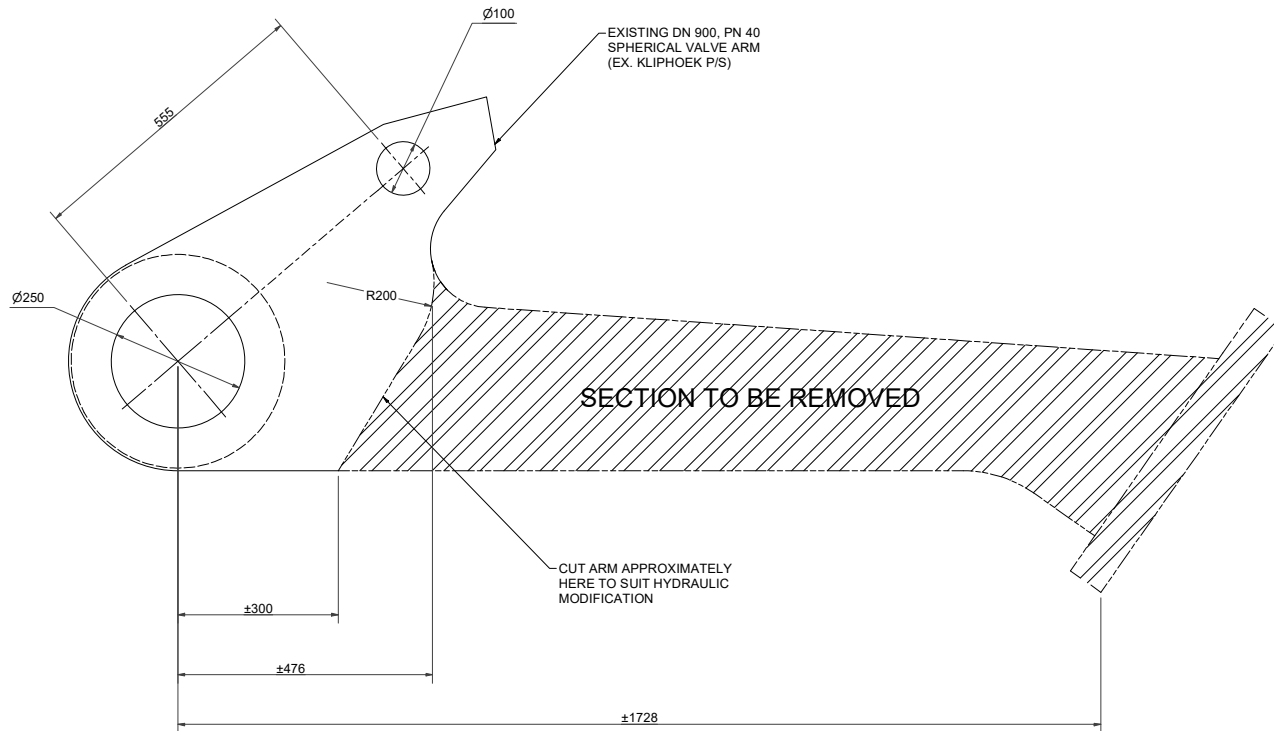 Ø100
EXISTING DN 900, PN 40
SPHERICAL VALVE ARM
(EX. KLIPHOEK P/S)
555
Ø250
R200
SECTION TO BE REMOVED
CUT ARM APPROXIMATELY
HERE TO SUIT HYDRAULIC
MODIFICATION
±300
±476
±1728